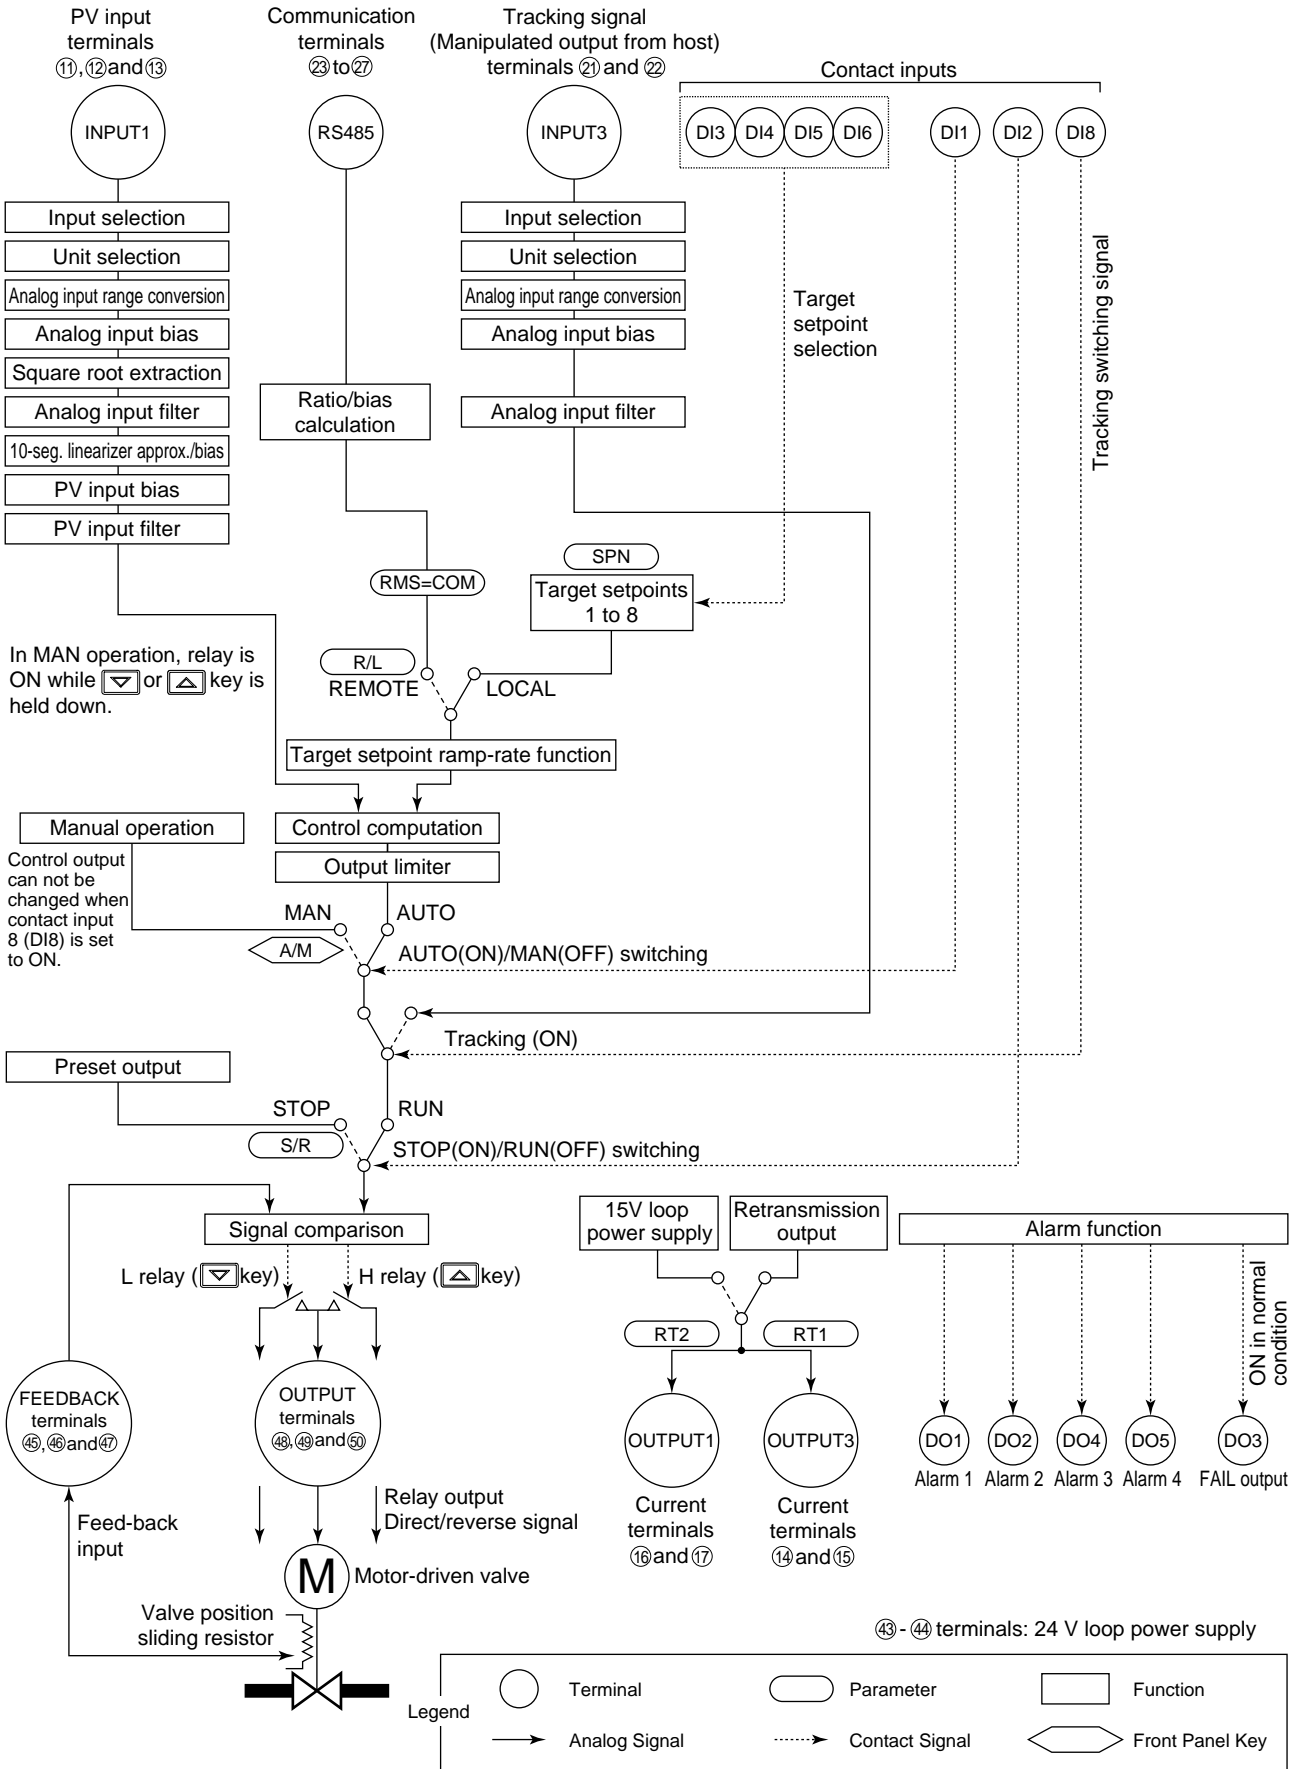 PV input
terminals
⑪,⑫and⑬
Communication
terminals
㉓to㉗
Tracking signal
(Manipulated output from host)
terminals ㉑ and ㉒
Contact inputs
INPUT1
RS485
INPUT3
DI3 DI4 DI5 DI6 DI1 DI2 DI8
Input selection
Unit selection
Analog input range conversion
Analog input bias
Square root extraction
Analog input filter
10-seg. linearizer approx./bias
PV input bias
PV input filter
Ratio/bias
calculation
Input selection
Unit selection
Analog input range conversion
Analog input bias
Analog input filter
Target
setpoint
selection
Tracking switching signal
RMS=COM
SPN
Target setpoints
1 to 8
In MAN operation, relay is
ON while ▽ or △ key is
held down.
R/L
REMOTE
LOCAL
Target setpoint ramp-rate function
Manual operation
Control computation
Output limiter
Control output
can not be
changed when
contact input
8 (DI8) is set
to ON.
MAN
AUTO
A/M
AUTO(ON)/MAN(OFF) switching
Tracking (ON)
Preset output
STOP
RUN
S/R
STOP(ON)/RUN(OFF) switching
Signal comparison
L relay (▽key)
H relay (△key)
15V loop
power supply
Retransmission
output
Alarm function
RT2
RT1
ON in normal
condition
FEEDBACK
terminals
㊺,㊻and㊼
OUTPUT
terminals
㊽,㊾and㊿
OUTPUT1
OUTPUT3
DO1 DO2 DO4 DO5 DO3
Alarm 1 Alarm 2 Alarm 3 Alarm 4 FAIL output
Current
terminals
⑯and⑰
Current
terminals
⑭and⑮
Feed-back
input
Relay output
Direct/reverse signal
M
Motor-driven valve
Valve position
sliding resistor
㊸-㊹ terminals: 24 V loop power supply
Legend
Terminal
Parameter
Function
Analog Signal
Contact Signal
Front Panel Key